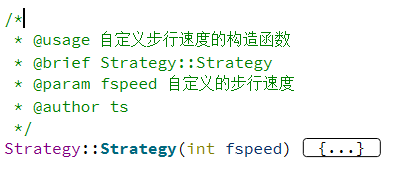 /*
 * @usage 自定义步行速度的构造函数
 * @brief Strategy::Strategy
 * @param fspeed 自定义的步行速度
 * @author ts
 */
Strategy::Strategy(int fspeed) {...}